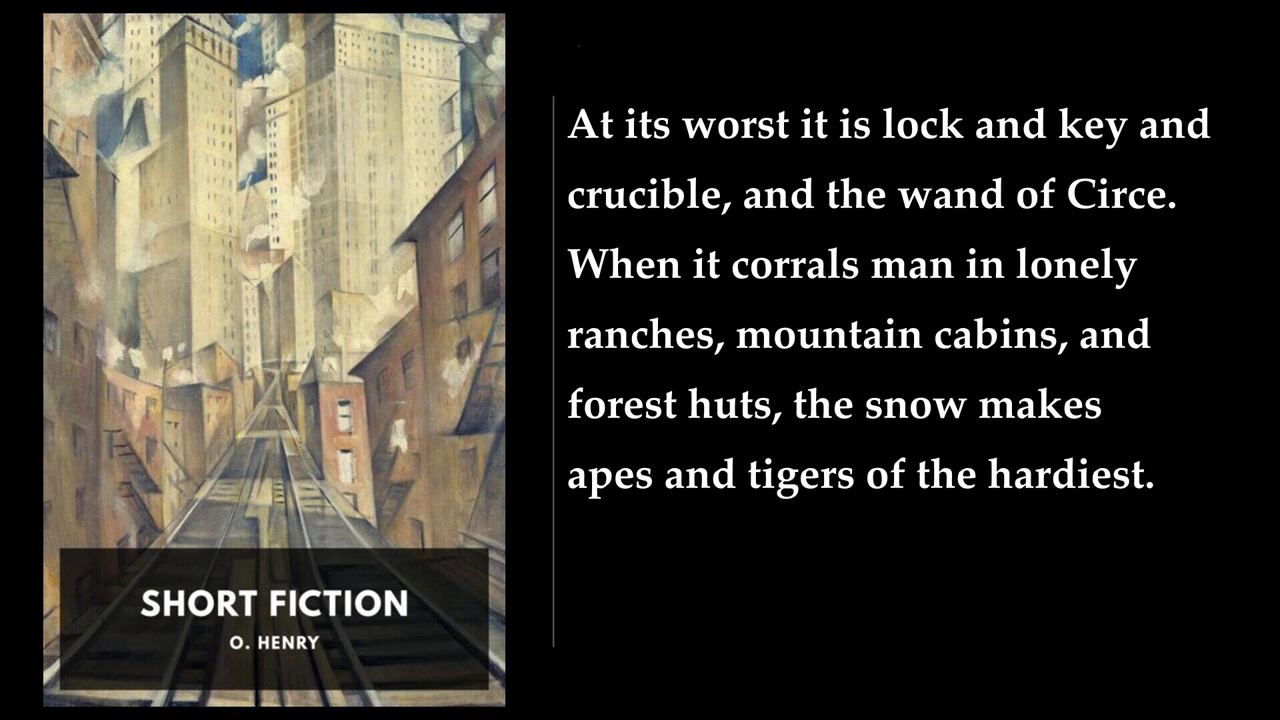 At its worst it is lock and key and
crucible, and the wand of Circe.
When it corrals man in lonely
ranches, mountain cabins, and
forest huts, the snow makes
apes and tigers of the hardiest.
SHORT FICTION
O. HENRY